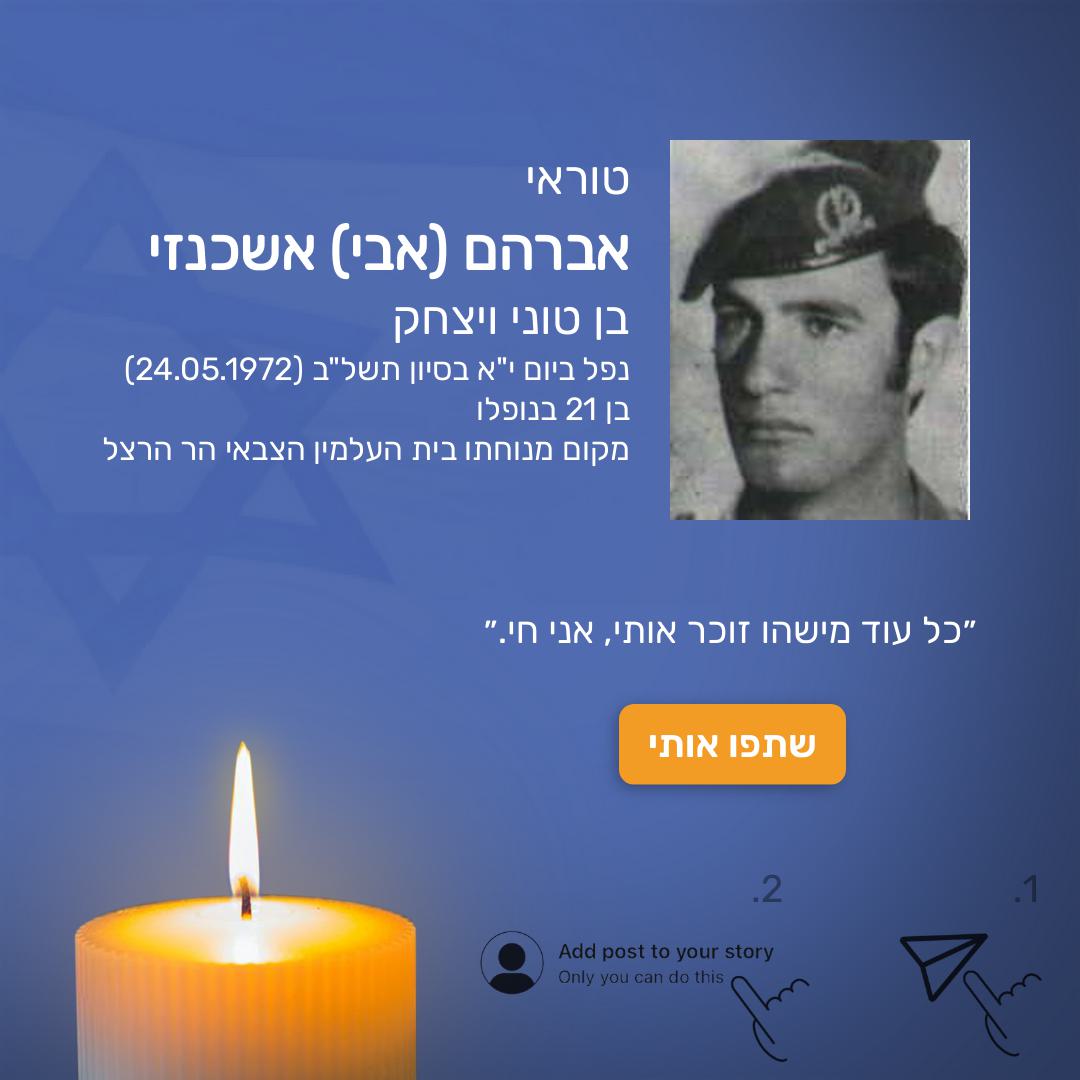 טוראי
אברהם (אבי) אשכנזי
בן טוני ויצחק
נפל ביום י"א בסיון תשל"ב (24.05.1972)
בן 21 בנופלו
מקום מנוחתו בית העלמין הצבאי הר הרצל
״כל עוד מישהו זוכר אותי, אני חי.״
שתפו אותי
.1
.2
Add post to your story
Only you can do this